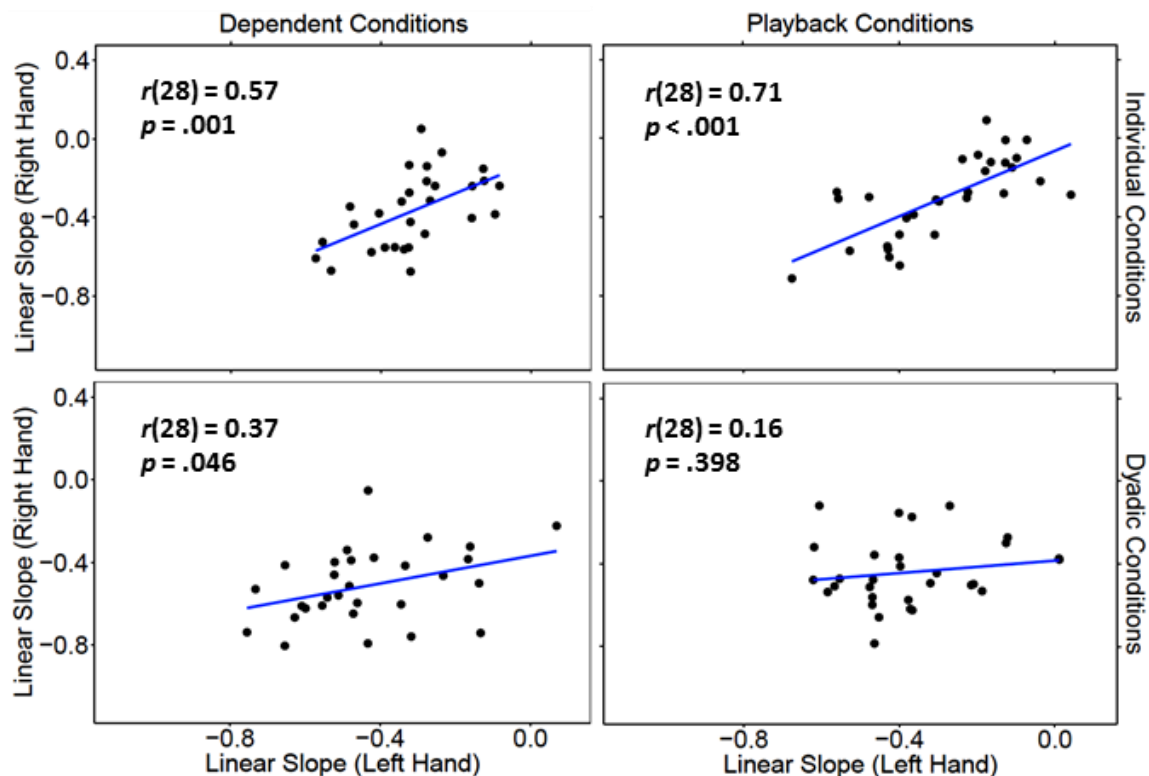 Dependent Conditions
Playback Conditions
Linear Slope (Right Hand)
0.4
0.0
−0.4
−0.8
r(28) = 0.57
p = .001
r(28) = 0.71
p < .001
Individual Conditions
Linear Slope (Right Hand)
0.4
0.0
−0.4
−0.8
r(28) = 0.37
p = .046
r(28) = 0.16
p = .398
Dyadic Conditions
−0.8
−0.4
0.0
−0.8
−0.4
0.0
Linear Slope (Left Hand)
Linear Slope (Left Hand)